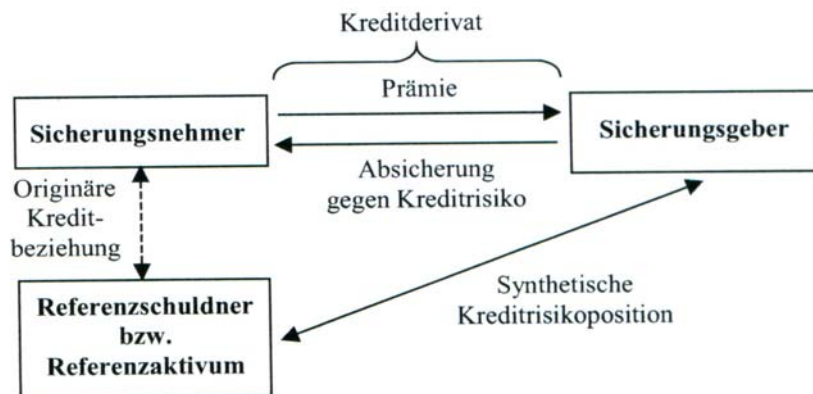 Kreditderivat
Prämie
Sicherungsnehmer
Sicherungsgeber
Absicherung
gegen Kreditrisiko
Originäre
Kredit-
beziehung
Synthetische
Kreditrisikoposition
Referenzschuldner
bzw.
Referenzaktivum